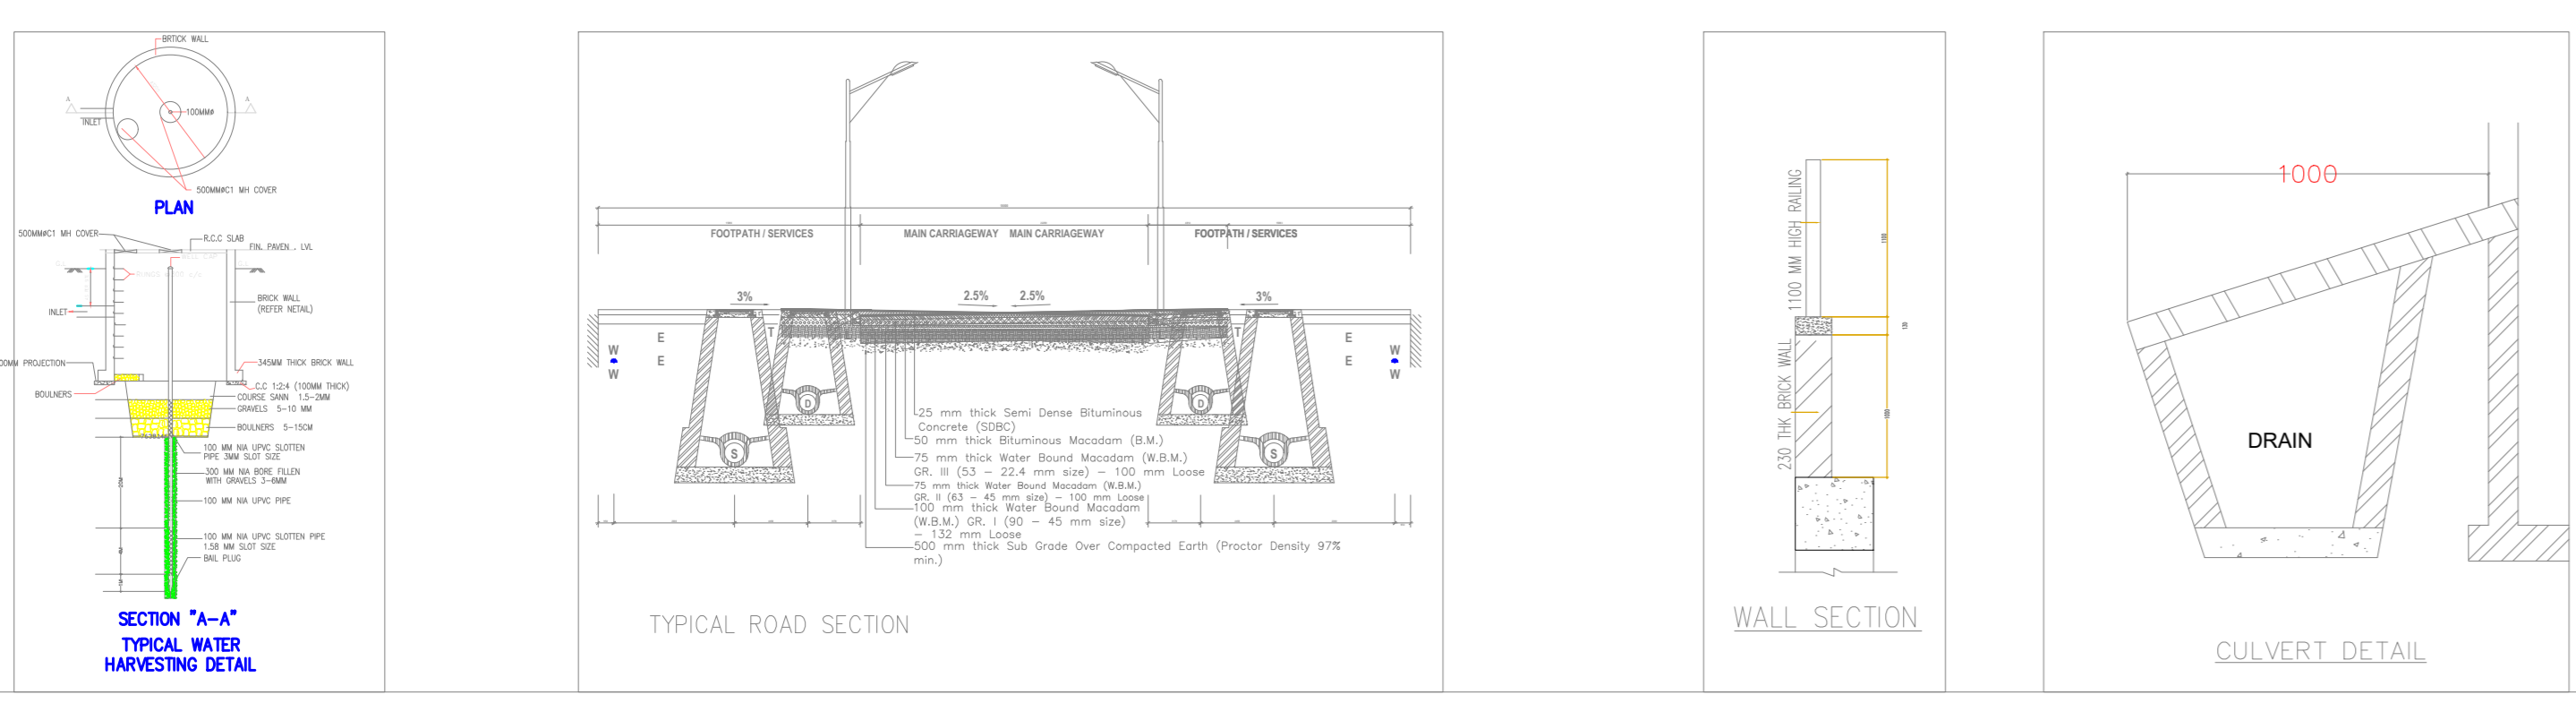 BRTICK WALL
A
A
100MMø
INLET
500MMøC1 MH COVER
PLAN
500MMøC1 MH COVER
R.C.C SLAB
FIN. PAVEN . LVL
WELL CAP
G.L
G.L
BRICK WALL
(REFER NETAIL)
INLET
00MM PROJECTION
345MM THICK BRICK WALL
C.C 1:2:4 (100MM THICK)
BOULNERS
COURSE SANN 1.5-2MM
GRAVELS 5-10 MM
BOULNERS 5-15CM
100 MM NIA UPVC SLOTTEN
PIPE 3MM SLOT SIZE
300 MM NIA BORE FILLEN
WITH GRAVELS 3-6MM
100 MM NIA UPVC PIPE
100 MM NIA UPVC SLOTTEN PIPE
1.58 MM SLOT SIZE
BAIL PLUG
SECTION "A-A"
TYPICAL WATER
HARVESTING DETAIL
FOOTPATH / SERVICES
MAIN CARRIAGEWAY
MAIN CARRIAGEWAY
FOOTPATH / SERVICES
3%
2.5%
2.5%
3%
E
T
T
E
W
E
E
W
W
W
D
D
S
S
25 mm thick Semi Dense Bituminous
Concrete (SDBC)
50 mm thick Bituminous Macadam (B.M.)
75 mm thick Water Bound Macadam (W.B.M.)
GR. III (53 - 22.4 mm size) - 100 mm Loose
75 mm thick Water Bound Macadam (W.B.M.)
GR. II (63 - 45 mm size) - 100 mm Loose
100 mm thick Water Bound Macadam
(W.B.M.) GR. I (90 - 45 mm size)
- 132 mm Loose
500 mm thick Sub Grade Over Compacted Earth (Proctor Density 97%
min.)
TYPICAL ROAD SECTION
1100 MM HIGH RAILING
1100
230 THK BRICK WALL
WALL SECTION
1000
DRAIN
CULVERT DETAIL